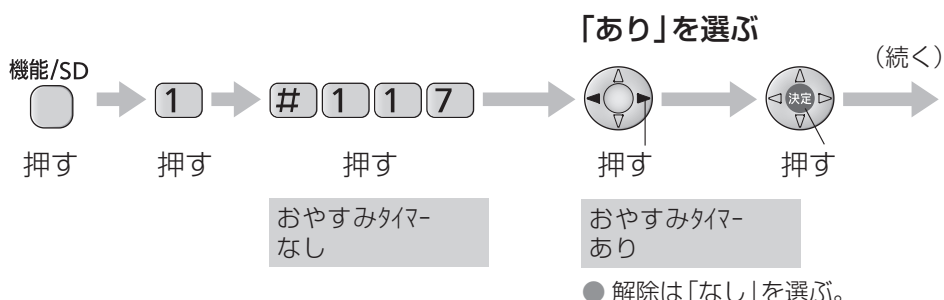 「あり」を選ぶ
(続く)
機能/SD
1
#117
決定
押す
押す
押す
押す
押す
おやすみタイマー
なし
おやすみタイマー
あり
●解除は「なし」を選ぶ。